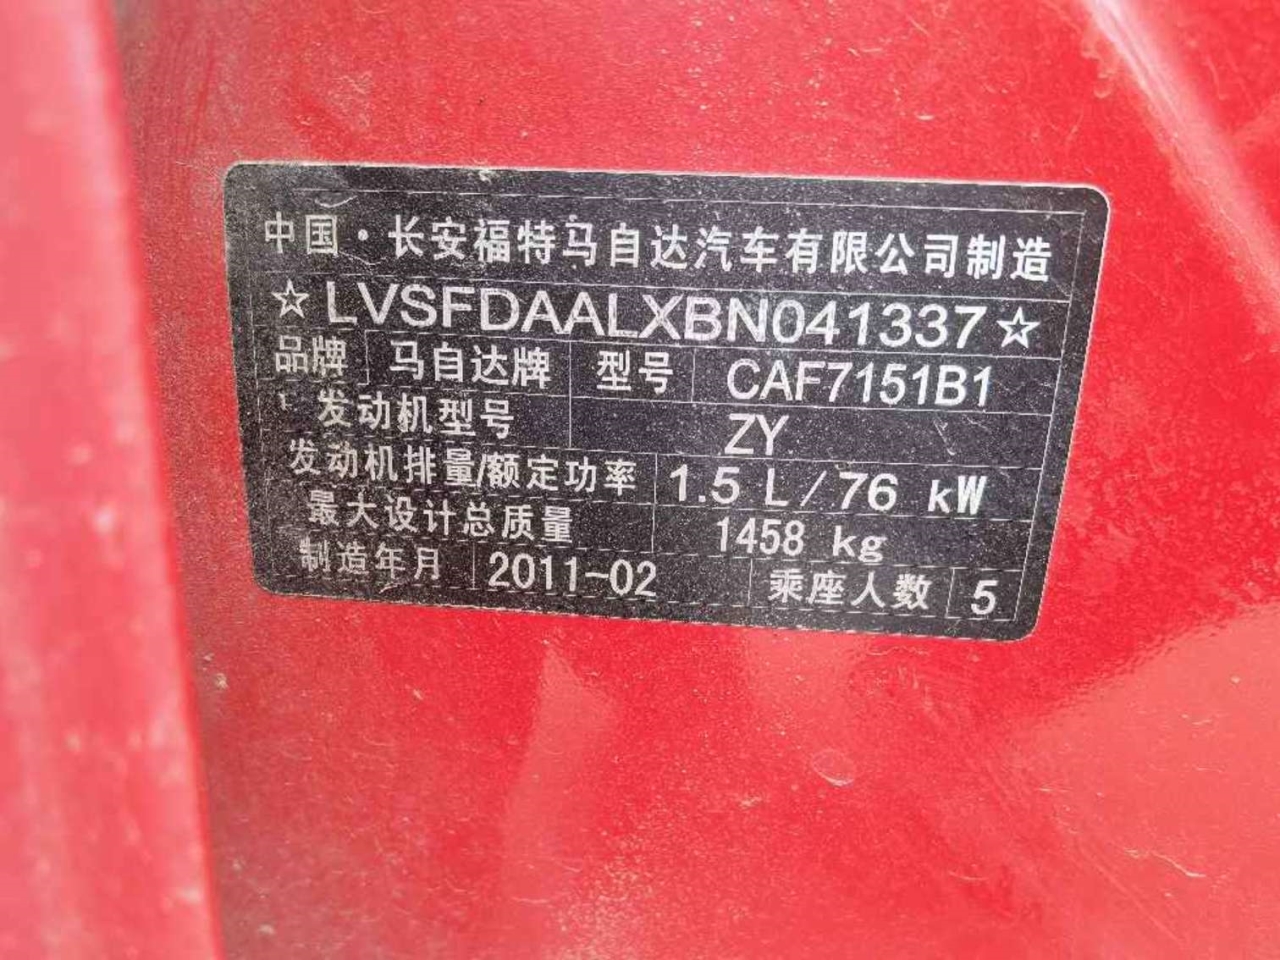 中国·长安福特马自达汽车有限公司制造
☆LVSFDAALXBN041337☆
品牌 马自达牌 型号 CAF7151B1
发动机型号 ZY
发动机排量/额定功率 1.5 L/76 kW
最大设计总质量 1458 kg
制造年月 2011-02 乘座人数 5